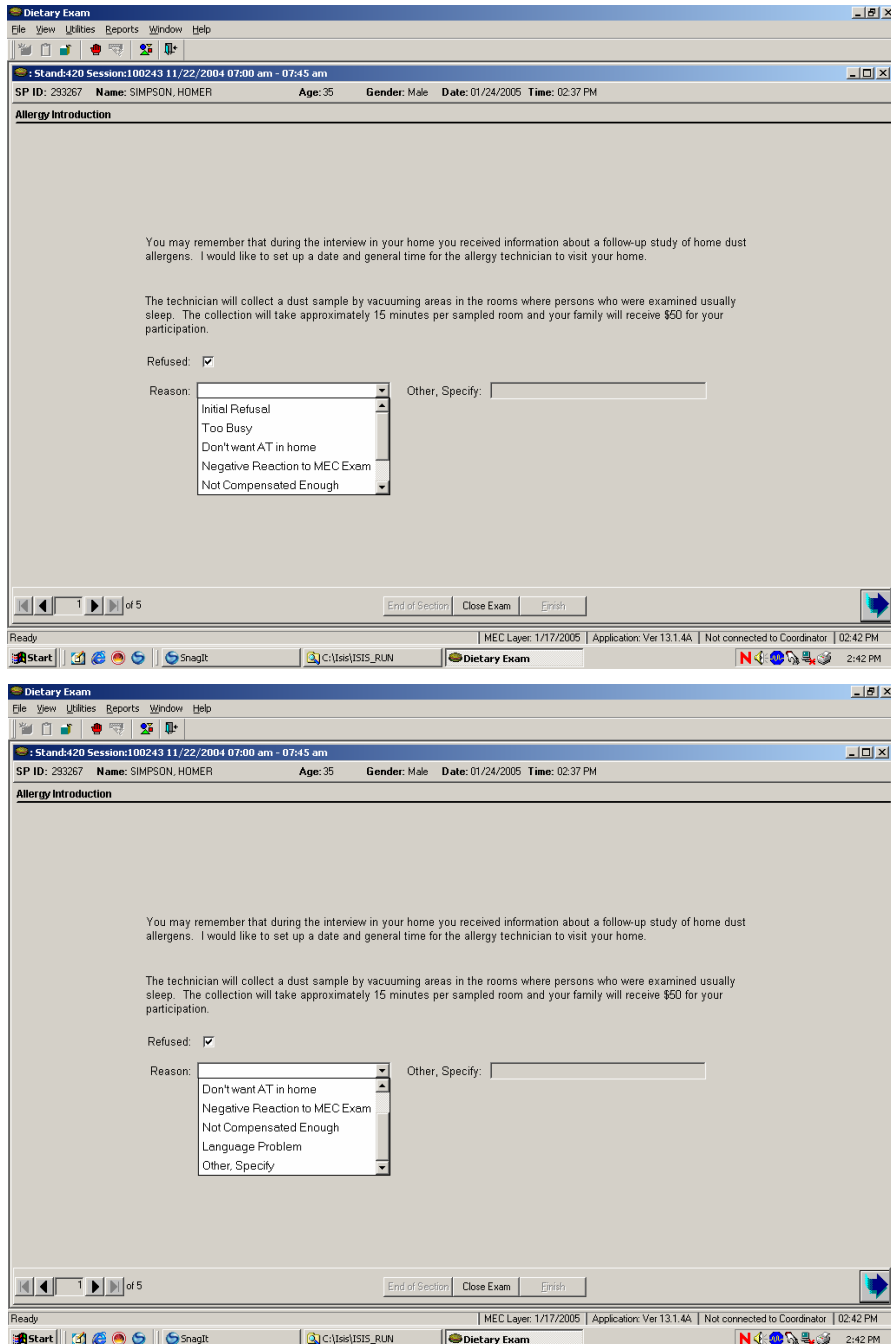 Dietary Exam
File View Utilities Reports Window Help
: Stand:420 Session:100243 11/22/2004 07:00 am - 07:45 am
SP ID: 293267 Name: SIMPSON, HOMER Age: 35 Gender: Male Date: 01/24/2005 Time: 02:37 PM
Allergy Introduction
You may remember that during the interview in your home you received information about a follow-up study of home dust
allergens. I would like to set up a date and general time for the allergy technician to visit your home.
The technician will collect a dust sample by vacuuming areas in the rooms where persons who were examined usually
sleep. The collection will take approximately 15 minutes per sampled room and your family will receive $50 for your
participation.
Refused:
Reason: Other, Specify:
Initial Refusal
Too Busy
Don't want AT in home
Negative Reaction to MEC Exam
Not Compensated Enough
1 of 5 End of Section Close Exam Finish
Ready MEC Layer: 1/17/2005 Application: Ver 13.1.4A Not connected to Coordinator 02:42 PM
Start SnagIt C:\Isis\ISIS_RUN Dietary Exam N 2:42 PM
Dietary Exam
File View Utilities Reports Window Help
: Stand:420 Session:100243 11/22/2004 07:00 am - 07:45 am
SP ID: 293267 Name: SIMPSON, HOMER Age: 35 Gender: Male Date: 01/24/2005 Time: 02:37 PM
Allergy Introduction
You may remember that during the interview in your home you received information about a follow-up study of home dust
allergens. I would like to set up a date and general time for the allergy technician to visit your home.
The technician will collect a dust sample by vacuuming areas in the rooms where persons who were examined usually
sleep. The collection will take approximately 15 minutes per sampled room and your family will receive $50 for your
participation.
Refused:
Reason: Other, Specify:
Don't want AT in home
Negative Reaction to MEC Exam
Not Compensated Enough
Language Problem
Other, Specify
1 of 5 End of Section Close Exam Finish
Ready MEC Layer: 1/17/2005 Application: Ver 13.1.4A Not connected to Coordinator 02:42 PM
Start SnagIt C:\Isis\ISIS_RUN Dietary Exam N 2:42 PM